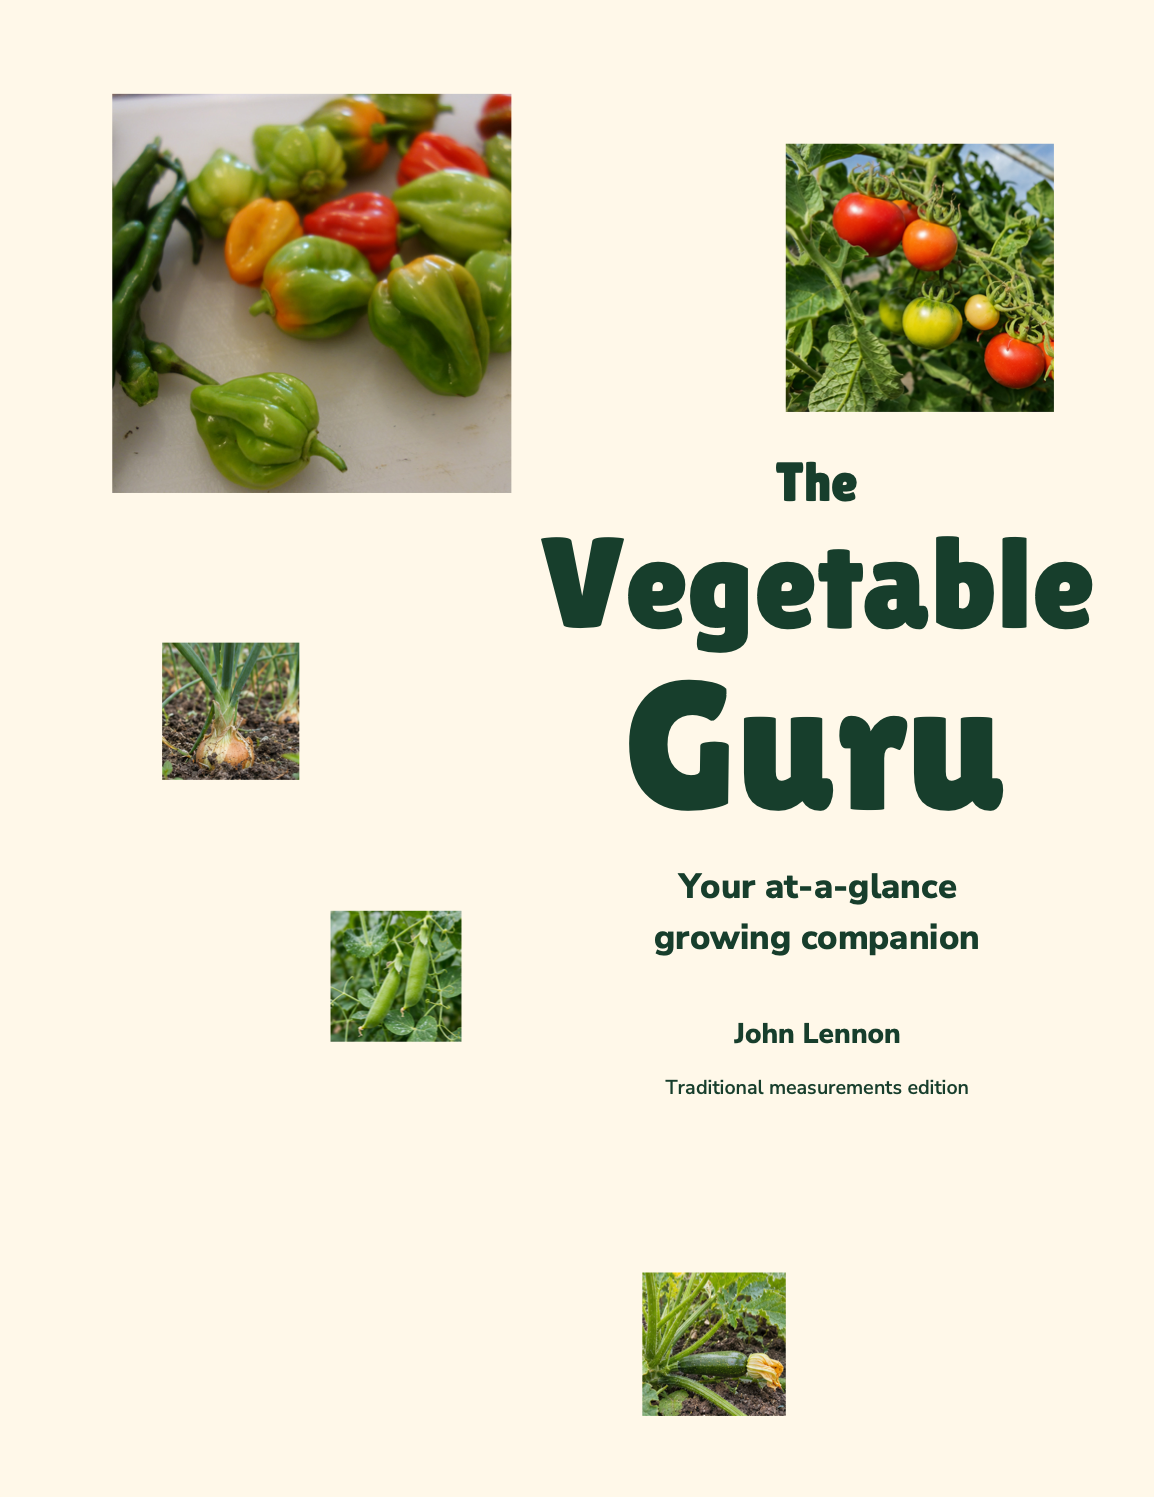 The
Vegetable
Guru
Your at-a-glance
growing companion
John Lennon
Traditional measurements edition